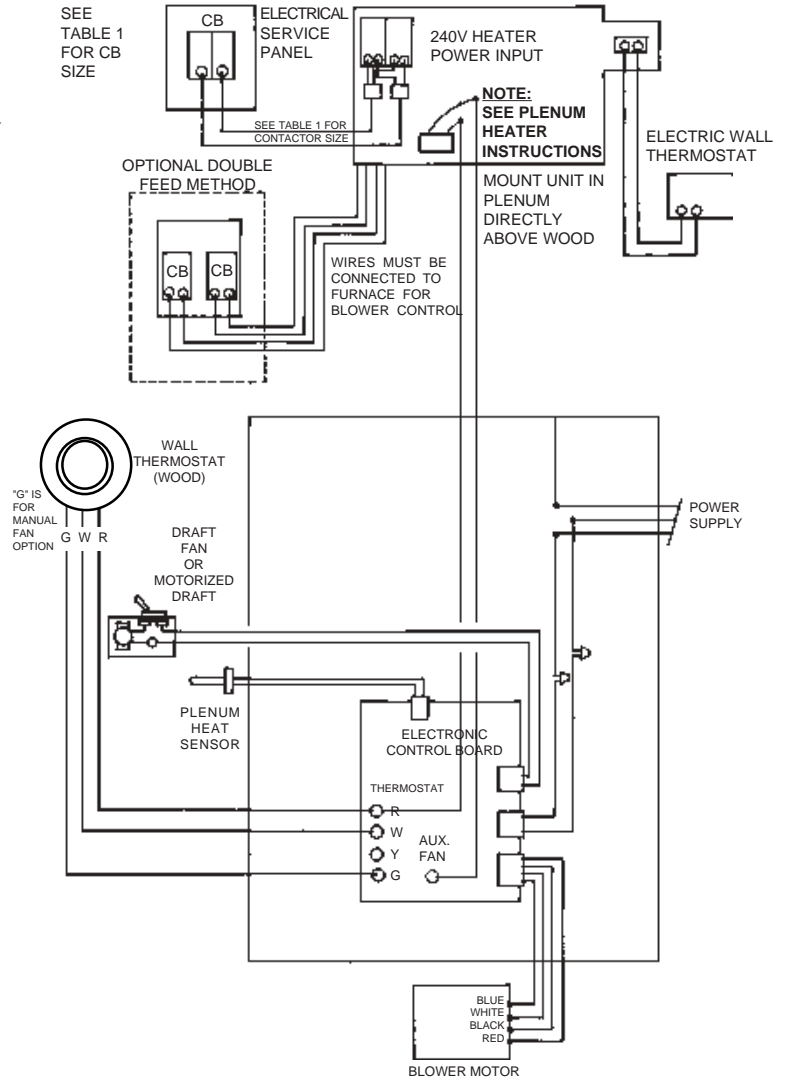 SEE
TABLE 1
FOR CB
SIZE
CB
ELECTRICAL
SERVICE
PANEL
240V HEATER
POWER INPUT
NOTE:
SEE PLENUM
HEATER
INSTRUCTIONS
SEE TABLE 1 FOR
CONTACTOR SIZE
ELECTRIC WALL
THERMOSTAT
OPTIONAL DOUBLE
FEED METHOD
MOUNT UNIT IN
PLENUM
DIRECTLY
ABOVE WOOD
CB
CB
WIRES MUST BE
CONNECTED TO
FURNACE FOR
BLOWER CONTROL
WALL
THERMOSTAT
(WOOD)
"G" IS
FOR
MANUAL
FAN
OPTION
G W R
POWER
SUPPLY
DRAFT
FAN
OR
MOTORIZED
DRAFT
PLENUM
HEAT
SENSOR
ELECTRONIC
CONTROL BOARD
THERMOSTAT
R
W
Y
G
AUX.
FAN
BLUE
WHITE
BLACK
RED
BLOWER MOTOR